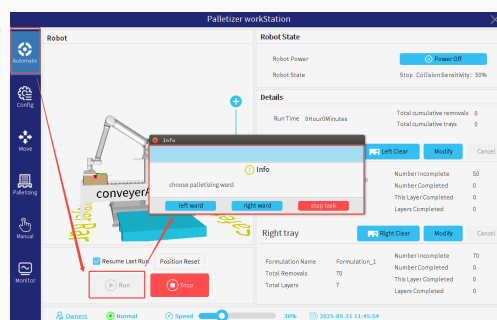 Palletizer workStation
Automatic
Config
Move
Palletizing
Manual
Monitor
Robot
conveyer
Resume Last Run
Position Reset
Run
Stop
Robot State
Robot Power
Power Off
Robot State
Stop Collision Sensitivity: 50%
Details
Run Time 0Hour0Minutes
Total cumulative removals 0
Total cumulative trays 0
Left Clear
Modify
Cancel
Number Incomplete 50
Number Completed 0
This Layer Completed 0
Layers Completed 0
Info
Info
choose palletizing ward
left ward
right ward
stop task
Right tray
Right Clear
Modify
Cancel
Formulation Name Formulation_1
Total Removals 70
Total Layers 7
Number Incomplete 70
Number Completed 0
This Layer Completed 0
Layers Completed 0
Owners
Normal
Speed
30%
2025-05-21 11:45:54